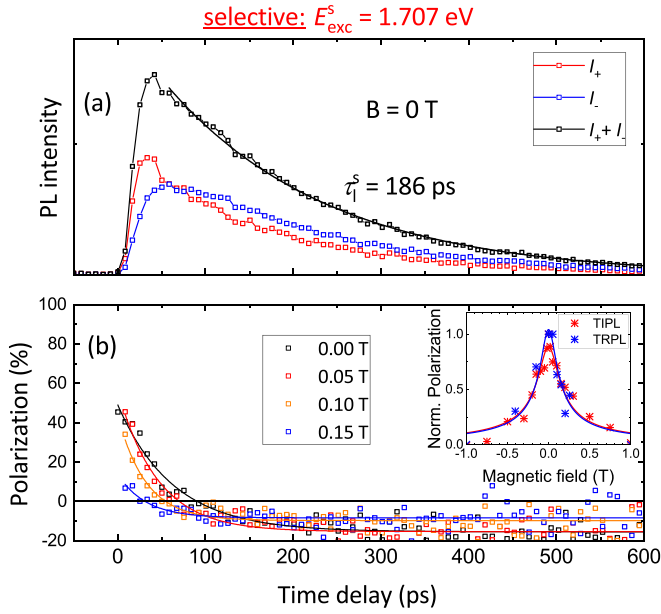 selective: E^s_exc = 1.707 eV
(a)
B = 0 T
I+
I-
I+ + I-
τ^s_I = 186 ps
PL intensity
100
80
60
40
20
0
-20
Polarization (%)
(b)
0.00 T
0.05 T
0.10 T
0.15 T
TIPL
TRPL
1.0
0.5
0.0
Norm. Polarization
-1.0 -0.5 0.0 0.5 1.0
Magnetic field (T)
0 100 200 300 400 500 600
Time delay (ps)